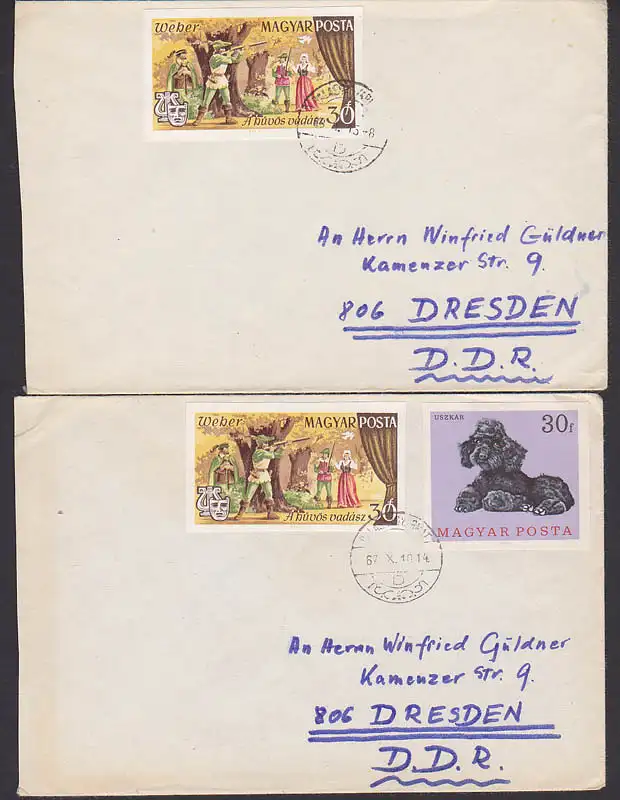 Weber MAGYAR POSTA
A bűvös vadász 30f
An Herrn Winfried Güldner
Kamenzer Str. 9.
806 DRESDEN
D.D.R.
Weber MAGYAR POSTA
A bűvös vadász 30f
USZKÁR 30f
MAGYAR POSTA
67. X. 10 14
15
An Herrn Winfried Güldner
Kamenzer Str. 9.
806 DRESDEN
D.D.R.